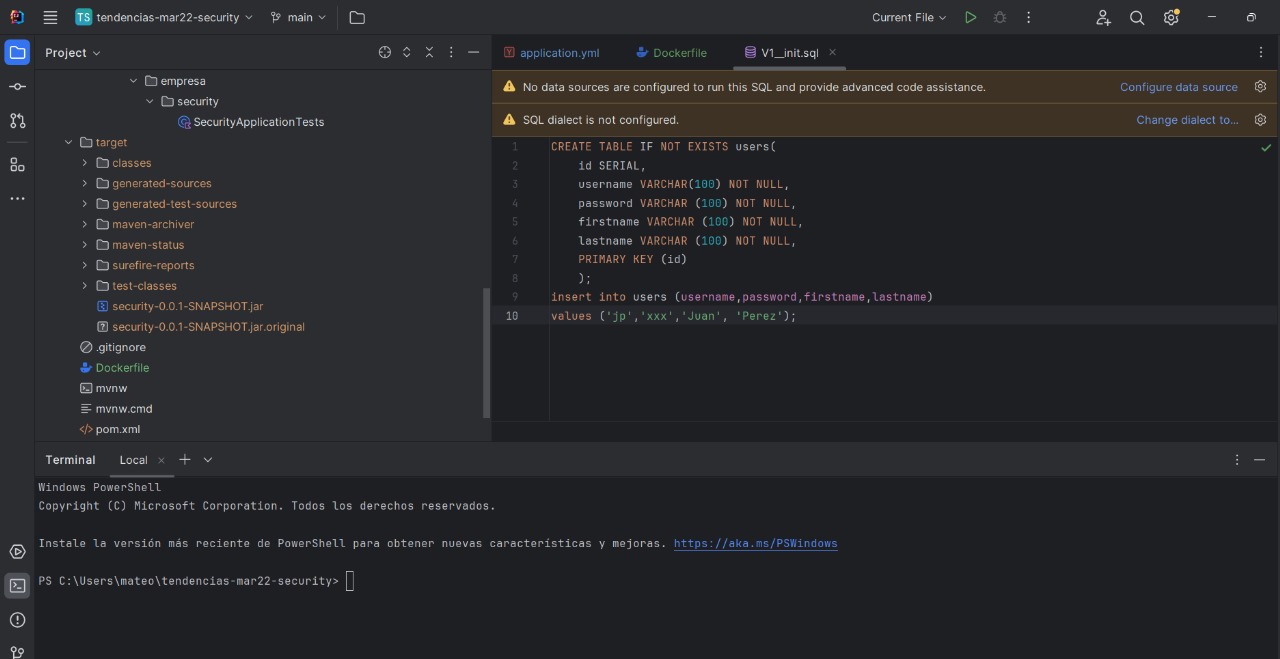 TS tendencias-mar22-security main Current File
Project
application.yml Dockerfile V1__init.sql
empresa
security
SecurityApplicationTests
target
classes
generated-sources
generated-test-sources
maven-archiver
maven-status
surefire-reports
test-classes
security-0.0.1-SNAPSHOT.jar
security-0.0.1-SNAPSHOT.jar.original
.gitignore
Dockerfile
mvnw
mvnw.cmd
pom.xml
No data sources are configured to run this SQL and provide advanced code assistance. Configure data source
SQL dialect is not configured. Change dialect to...
1 CREATE TABLE IF NOT EXISTS users(
2 id SERIAL,
3 username VARCHAR(100) NOT NULL,
4 password VARCHAR (100) NOT NULL,
5 firstname VARCHAR (100) NOT NULL,
6 lastname VARCHAR (100) NOT NULL,
7 PRIMARY KEY (id)
8 );
9 insert into users (username,password,firstname,lastname)
10 values ('jp','xxx','Juan', 'Perez');
Terminal Local
Windows PowerShell
Copyright (C) Microsoft Corporation. Todos los derechos reservados.
Instale la versión más reciente de PowerShell para obtener nuevas características y mejoras. https://aka.ms/PSWindows
PS C:\Users\mateo\tendencias-mar22-security>